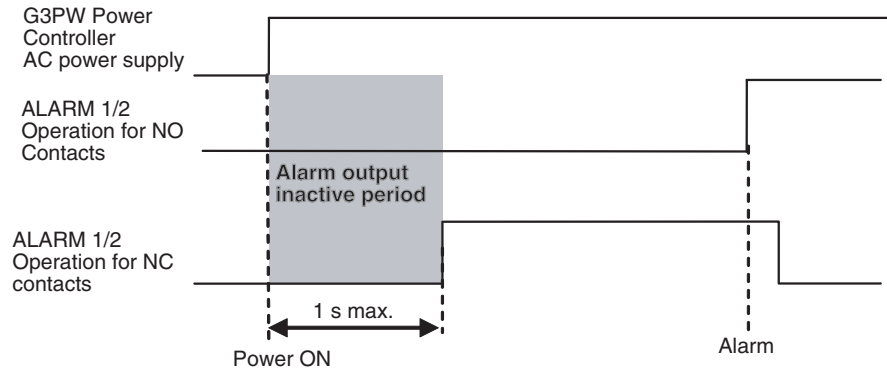 G3PW Power
Controller
AC power supply
ALARM 1/2
Operation for NO
Contacts
Alarm output
inactive period
ALARM 1/2
Operation for NC
contacts
1 s max.
Power ON
Alarm